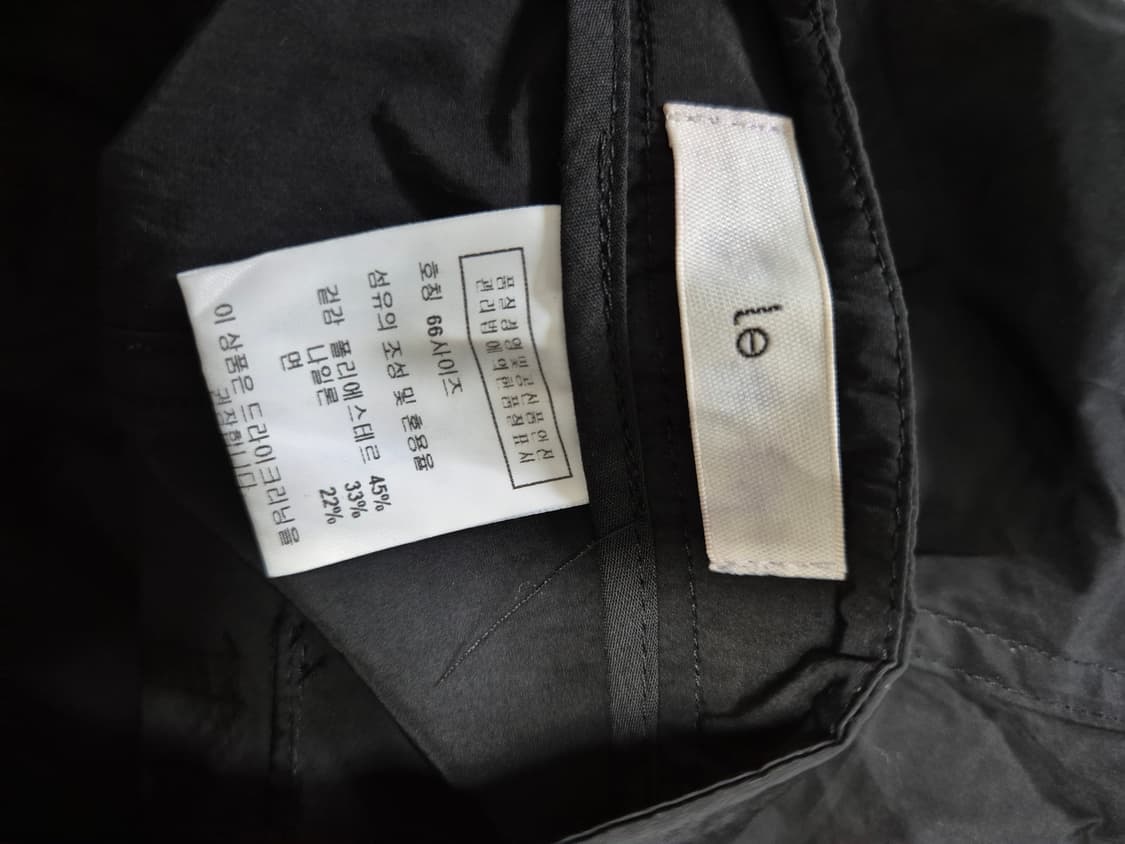 품질경영및공산품안전
관리법에의한품질표시
호칭 66사이즈
섬유의 조성 및 혼용율
겉감 폴리에스테르 45%
나일론 33%
면 22%
이 상품은 드라이크리닝을
권장합니다
le